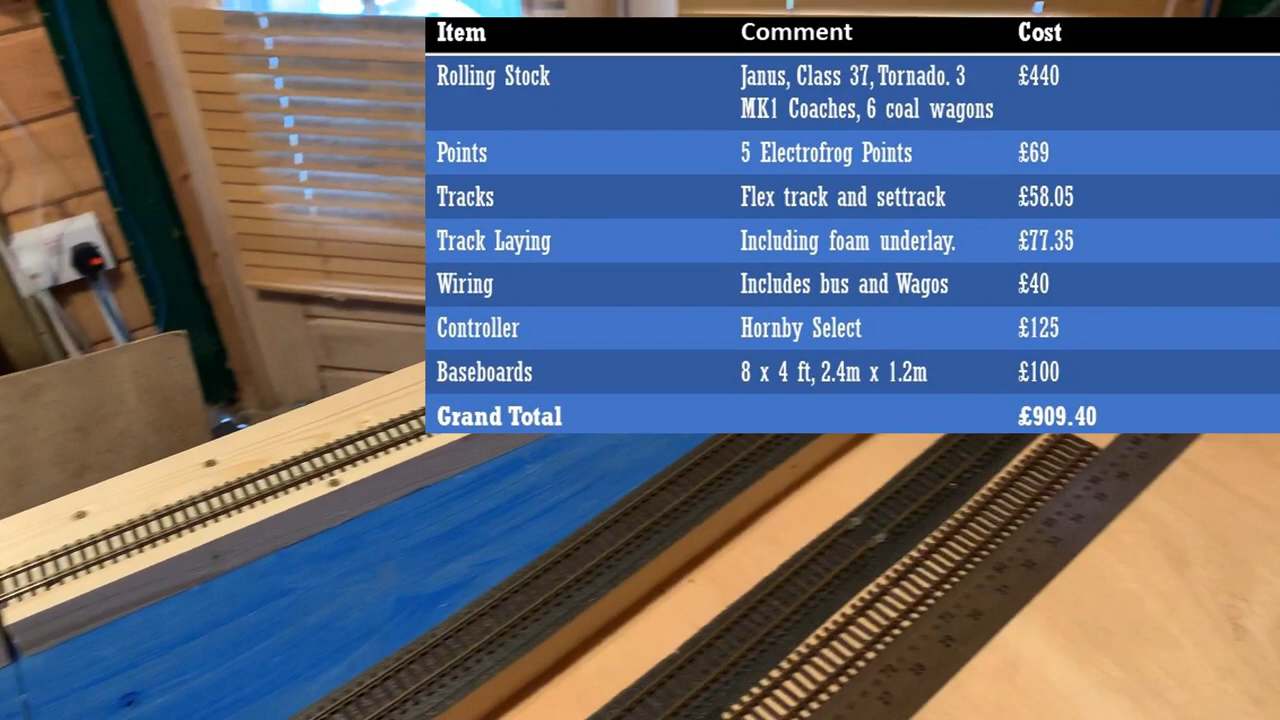 Item Comment Cost
Rolling Stock Janus, Class 37, Tornado. 3 £440
MK1 Coaches, 6 coal wagons
Points 5 Electrofrog Points £69
Tracks Flex track and settrack £58.05
Track Laying Including foam underlay. £77.35
Wiring Includes bus and Wagos £40
Controller Hornby Select £125
Baseboards 8 x 4 ft, 2.4m x 1.2m £100
Grand Total £909.40